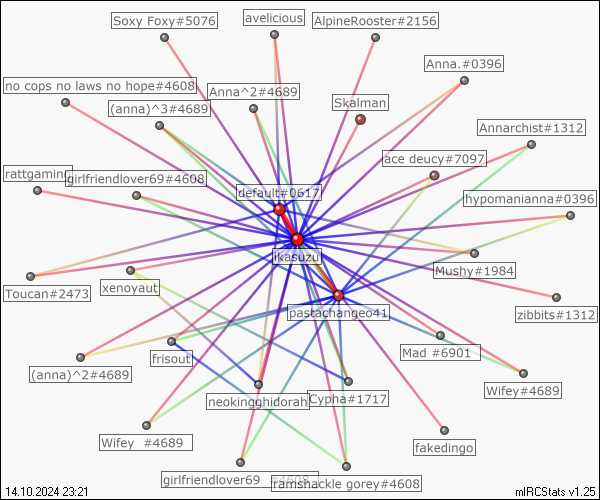 Soxy Foxy#5076
avelicious
AlpineRooster#2156
Anna.#0396
no cops no laws no hope#4608
Anna^2#4689
(anna)^3#4689
Skalman
Annarchist#1312
ace deucy#7097
rattgaming
girlfriendlover69#4608
default#0617
hypomanianna#0396
ikasuzu
Mushy#1984
Toucan#2473
xenoyaut
pastachangeo41
zibbits#1312
frisout
Mad #6901
(anna)^2#4689
Wifey#4689
neokingghidorah
Cypha#1717
Wifey #4689
fakedingo
girlfriendlover69 #4608
ramshackle gorey#4608
14.10.2024 23:21
mIRCStats v1.25